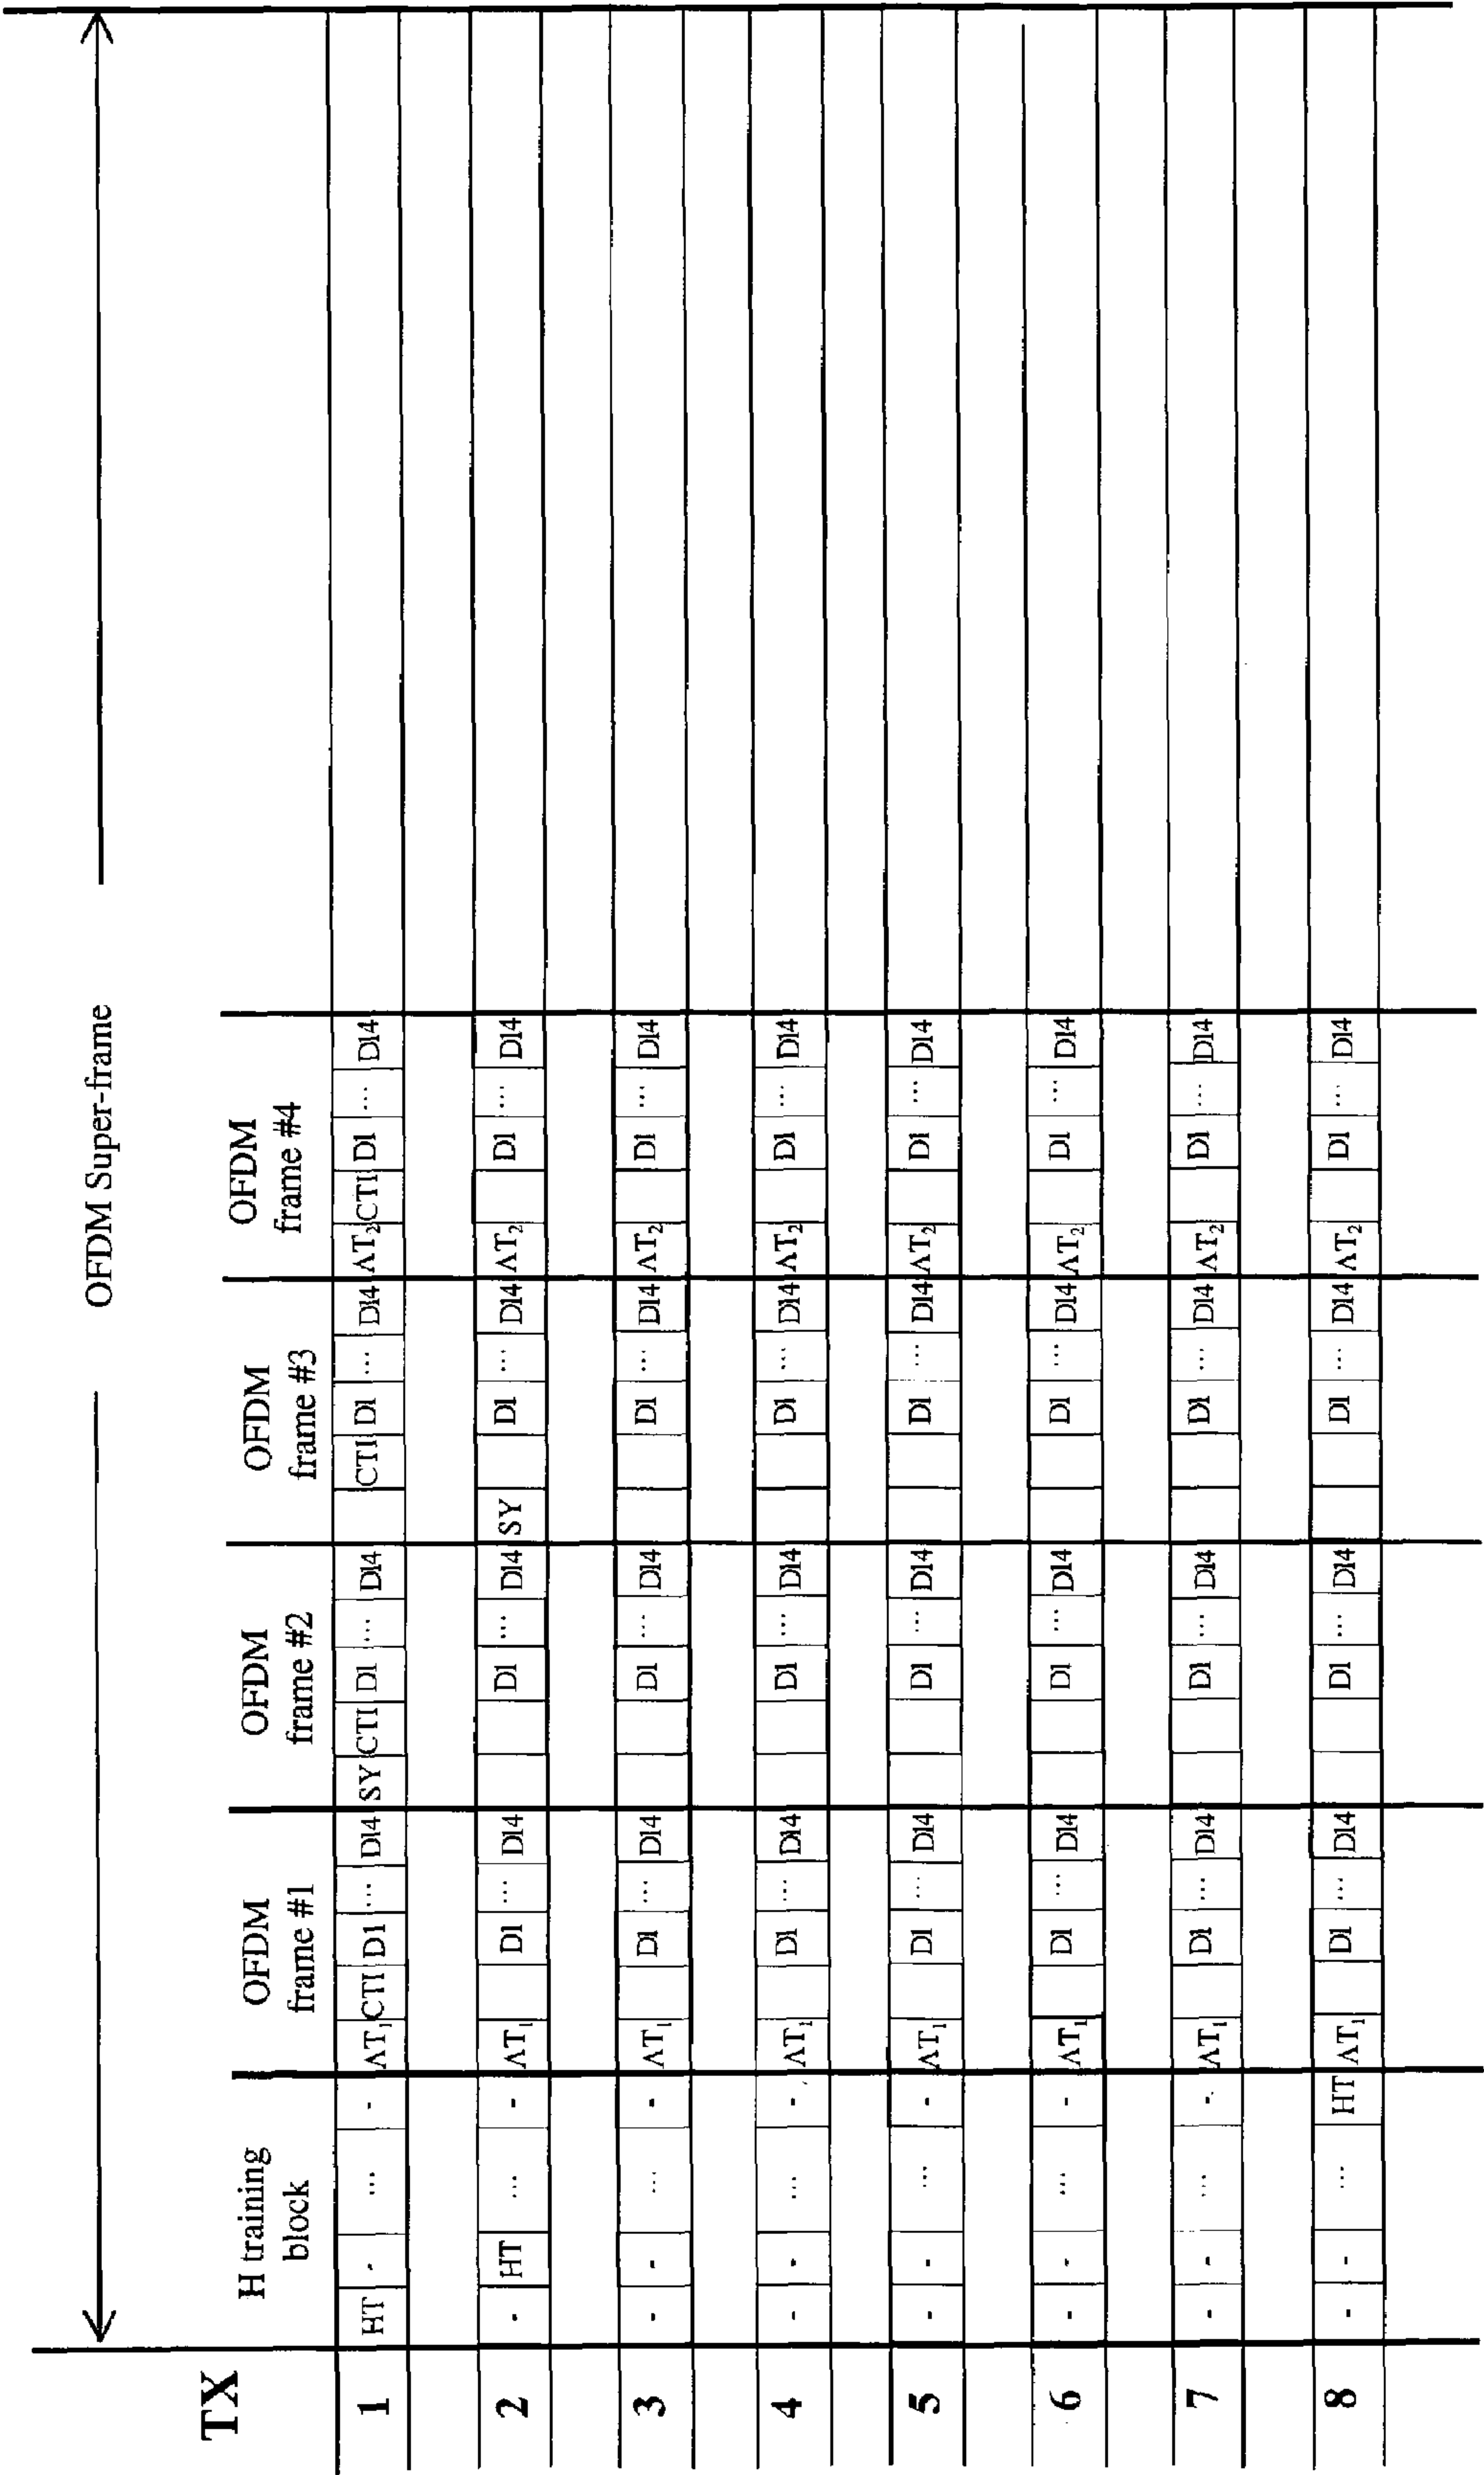 OFDM Super-frame
TX
H training
block
OFDM
frame #1
OFDM
frame #2
OFDM
frame #3
OFDM
frame #4
1 HT - ... - AT1 CTI D1 ... D14 SY CTI D1 ... D14 CTI D1 ... D14 AT2 CTI D1 ... D14
2 - HT ... - AT1 D1 ... D14 D1 ... D14 SY D1 ... D14 AT2 D1 ... D14
3 - - ... - AT1 D1 ... D14 D1 ... D14 D1 ... D14 AT2 D1 ... D14
4 - - ... - AT1 D1 ... D14 D1 ... D14 D1 ... D14 AT2 D1 ... D14
5 - - ... - AT1 D1 ... D14 D1 ... D14 D1 ... D14 AT2 D1 ... D14
6 - - ... - AT1 D1 ... D14 D1 ... D14 D1 ... D14 AT2 D1 ... D14
7 - - ... - AT1 D1 ... D14 D1 ... D14 D1 ... D14 AT2 D1 ... D14
8 - - ... HT AT1 D1 ... D14 D1 ... D14 D1 ... D14 AT2 D1 ... D14